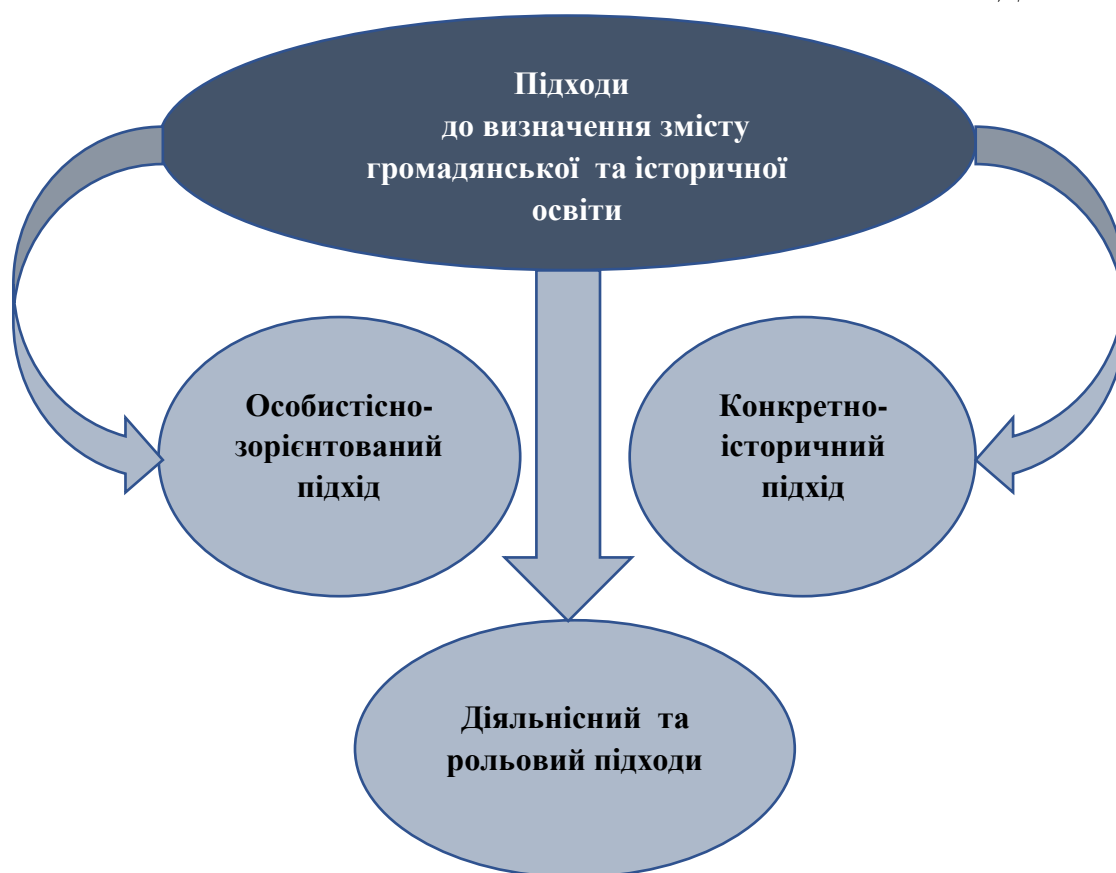 Підходи
до визначення змісту
громадянської та історичної
освіти
Особистісно-
зорієнтований
підхід
Конкретно-
історичний
підхід
Діяльнісний та
рольовий підходи